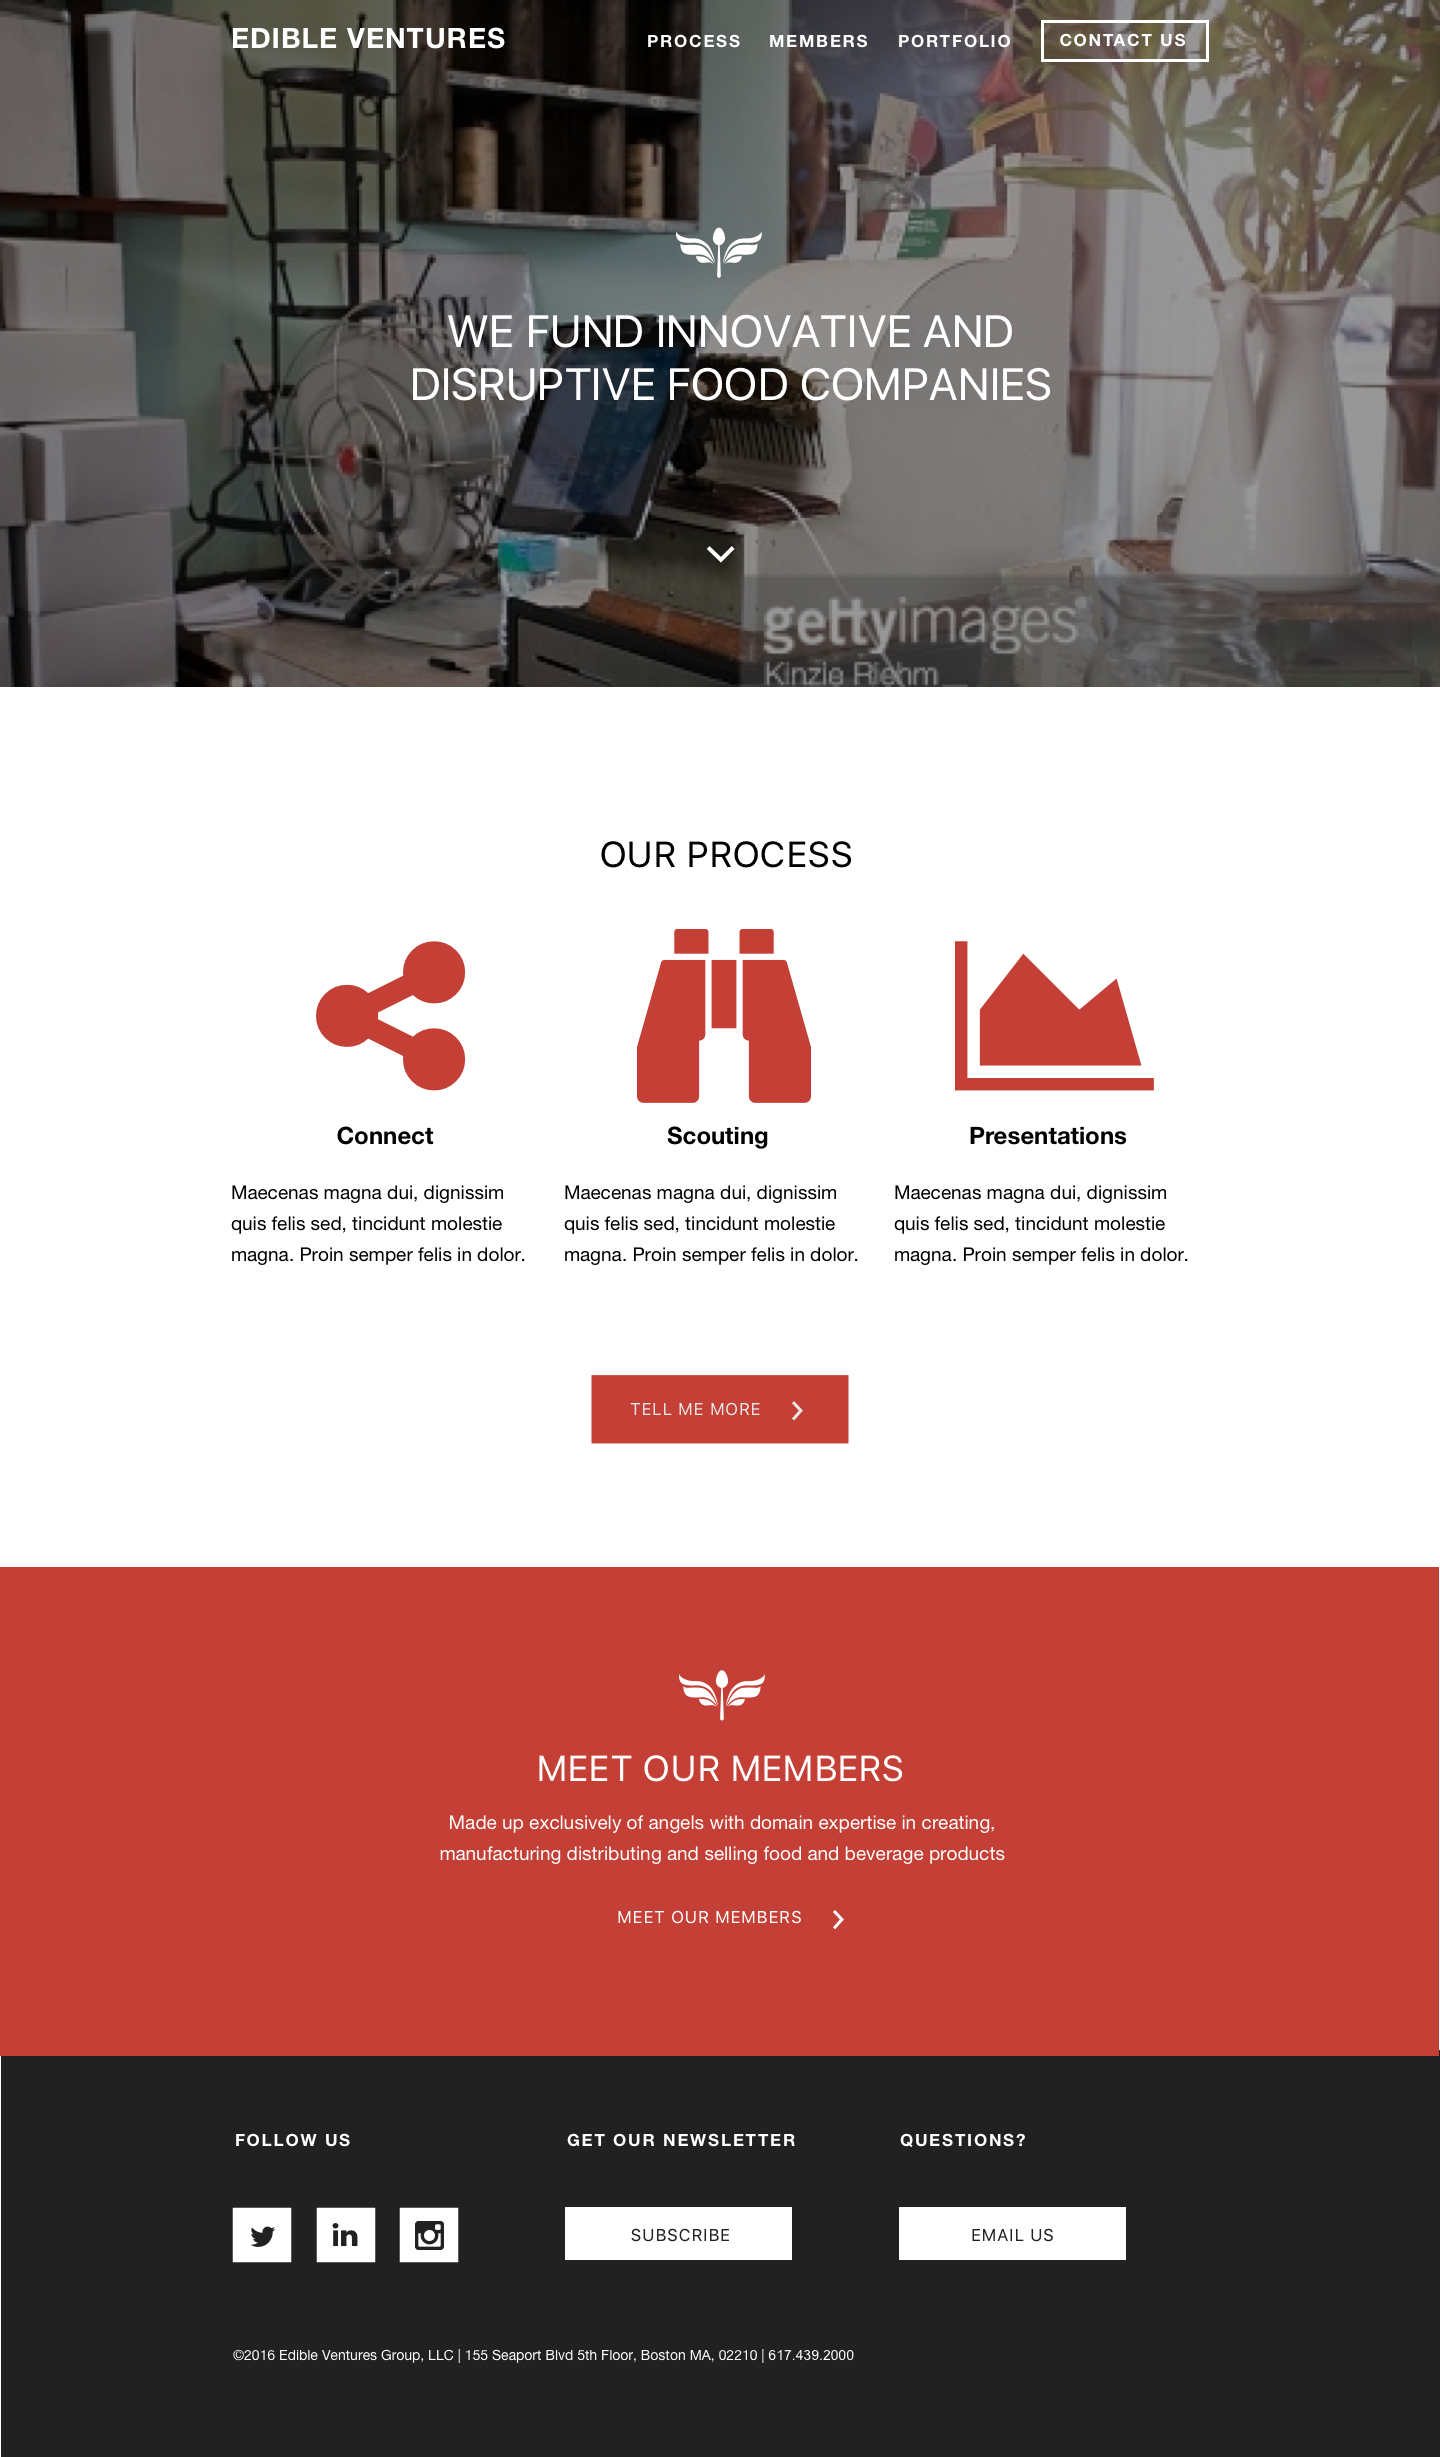 EDIBLE VENTURES
PROCESS
MEMBERS
PORTFOLIO
CONTACT US
WE FUND INNOVATIVE AND
DISRUPTIVE FOOD COMPANIES
gettyimages
Kinzie Riehm
OUR PROCESS
Connect
Maecenas magna dui, dignissim
quis felis sed, tincidunt molestie
magna. Proin semper felis in dolor.
Scouting
Maecenas magna dui, dignissim
quis felis sed, tincidunt molestie
magna. Proin semper felis in dolor.
Presentations
Maecenas magna dui, dignissim
quis felis sed, tincidunt molestie
magna. Proin semper felis in dolor.
TELL ME MORE
MEET OUR MEMBERS
Made up exclusively of angels with domain expertise in creating,
manufacturing distributing and selling food and beverage products
MEET OUR MEMBERS
FOLLOW US
in
GET OUR NEWSLETTER
SUBSCRIBE
QUESTIONS?
EMAIL US
©2016 Edible Ventures Group, LLC | 155 Seaport Blvd 5th Floor, Boston MA, 02210 | 617.439.2000